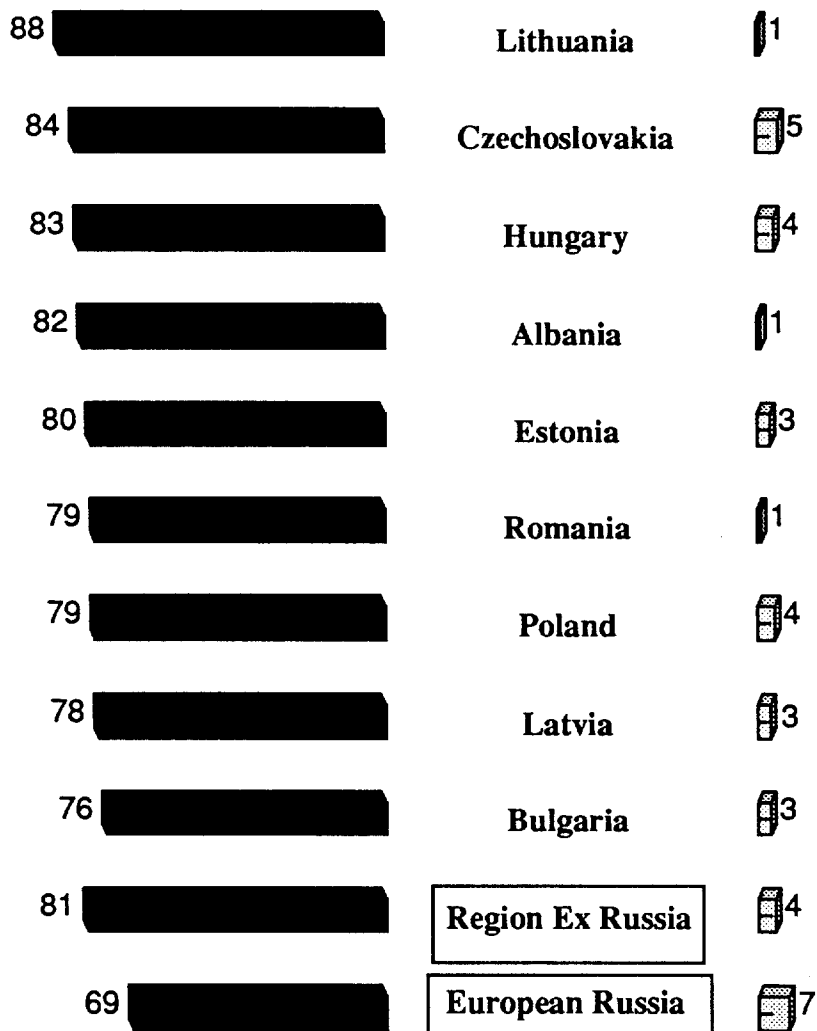 88 Lithuania 1
84 Czechoslovakia 5
83 Hungary 4
82 Albania 1
80 Estonia 3
79 Romania 1
79 Poland 4
78 Latvia 3
76 Bulgaria 3
81 Region Ex Russia 4
69 European Russia 7